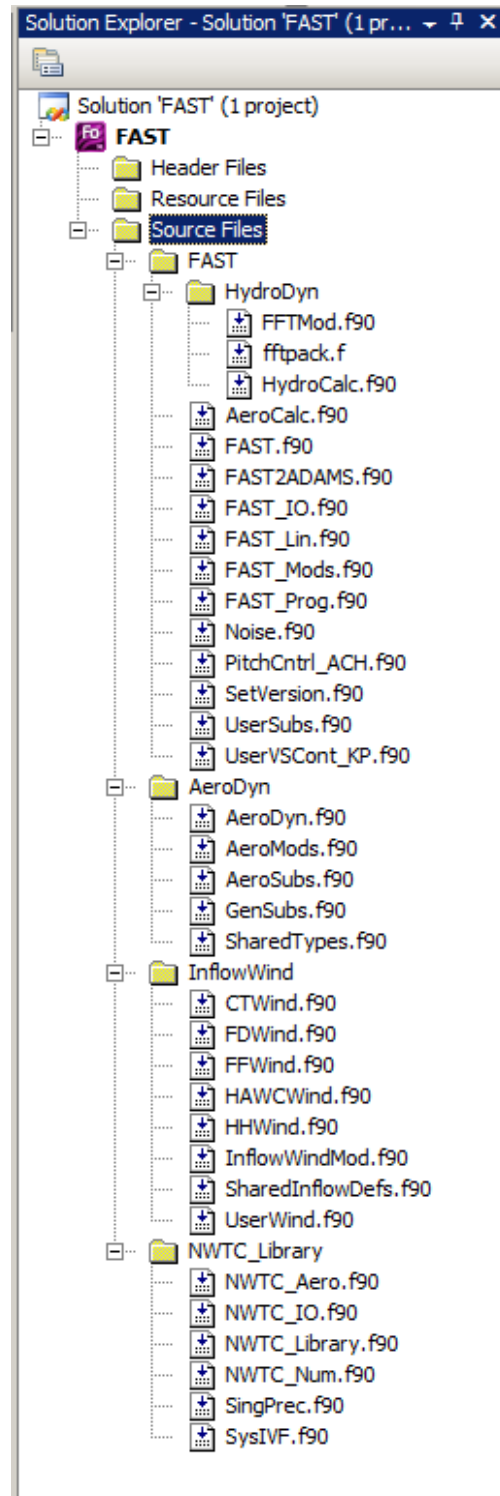 Solution Explorer - Solution 'FAST' (1 pr...
Solution 'FAST' (1 project)
Fo FAST
Header Files
Resource Files
Source Files
FAST
HydroDyn
FFTMod.f90
fftpack.f
HydroCalc.f90
AeroCalc.f90
FAST.f90
FAST2ADAMS.f90
FAST_IO.f90
FAST_Lin.f90
FAST_Mods.f90
FAST_Prog.f90
Noise.f90
PitchCntrl_ACH.f90
SetVersion.f90
UserSubs.f90
UserVSCont_KP.f90
AeroDyn
AeroDyn.f90
AeroMods.f90
AeroSubs.f90
GenSubs.f90
SharedTypes.f90
InflowWind
CTWind.f90
FDWind.f90
FFWind.f90
HAWCWind.f90
HHWind.f90
InflowWindMod.f90
SharedInflowDefs.f90
UserWind.f90
NWTC_Library
NWTC_Aero.f90
NWTC_IO.f90
NWTC_Library.f90
NWTC_Num.f90
SingPrec.f90
SysIVF.f90